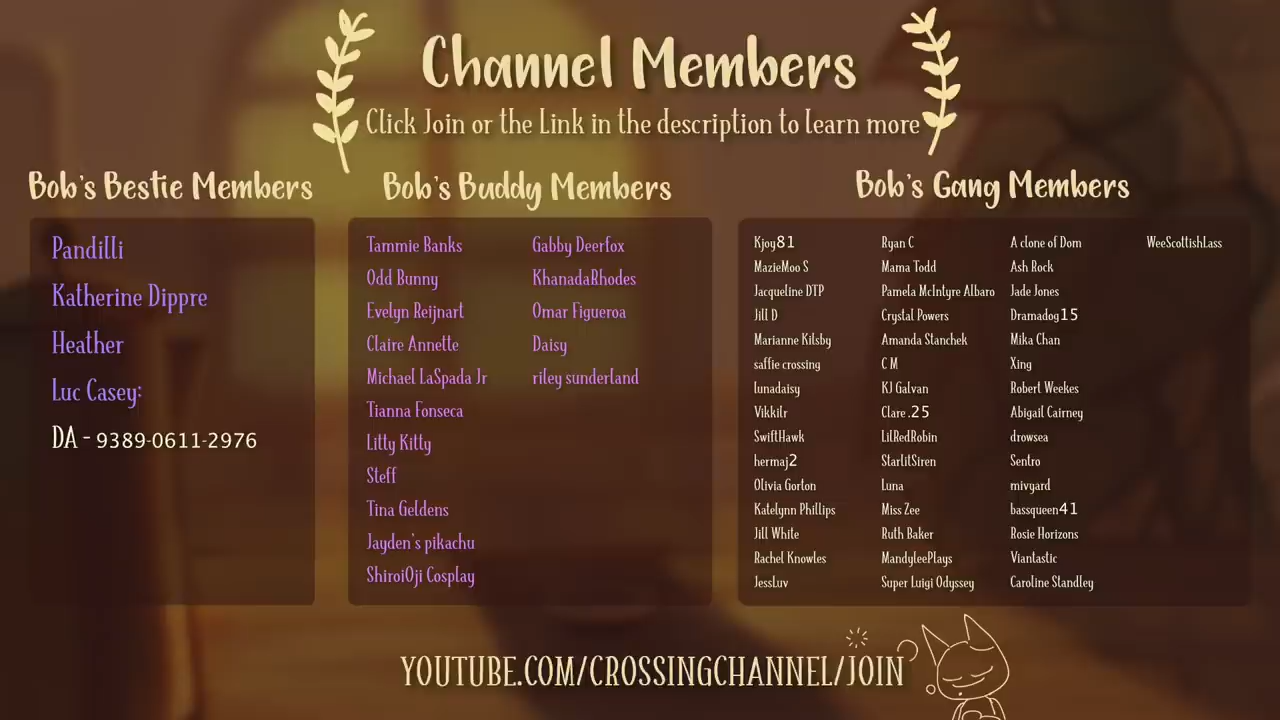 Channel Members
Click Join or the Link in the description to learn more
Bob's Bestie Members
Pandilli
Katherine Dippre
Heather
Luc Casey:
DA - 9389-0611-2976
Bob's Buddy Members
Tammie Banks
Odd Bunny
Evelyn Reijnart
Claire Annette
Michael LaSpada Jr
Tianna Fonseca
Litty Kitty
Steff
Tina Geldens
Jayden's pikachu
ShiroiOji Cosplay
Gabby Deerfox
KhanadaRhodes
Omar Figueroa
Daisy
riley sunderland
Bob's Gang Members
Kjoy81
MazieMoo S
Jacqueline DTP
Jill D
Marianne Kilsby
saffie crossing
lunadaisy
Vikkilr
SwiftHawk
hermaj2
Olivia Gorton
Katelynn Phillips
Jill White
Rachel Knowles
JessLuv
Ryan C
Mama Todd
Pamela McIntyre Albaro
Crystal Powers
Amanda Stanchek
C M
KJ Galvan
Clare .25
LilRedRobin
StarlitSiren
Luna
Miss Zee
Ruth Baker
MandyleePlays
Super Luigi Odyssey
A clone of Dom
Ash Rock
Jade Jones
Dramadog15
Mika Chan
Xing
Robert Weekes
Abigail Cairney
drowsea
Sentro
mivyard
bassqueen41
Rosie Horizons
Viantastic
Caroline Standley
WeeScottishLass
YOUTUBE.COM/CROSSINGCHANNEL/JOIN